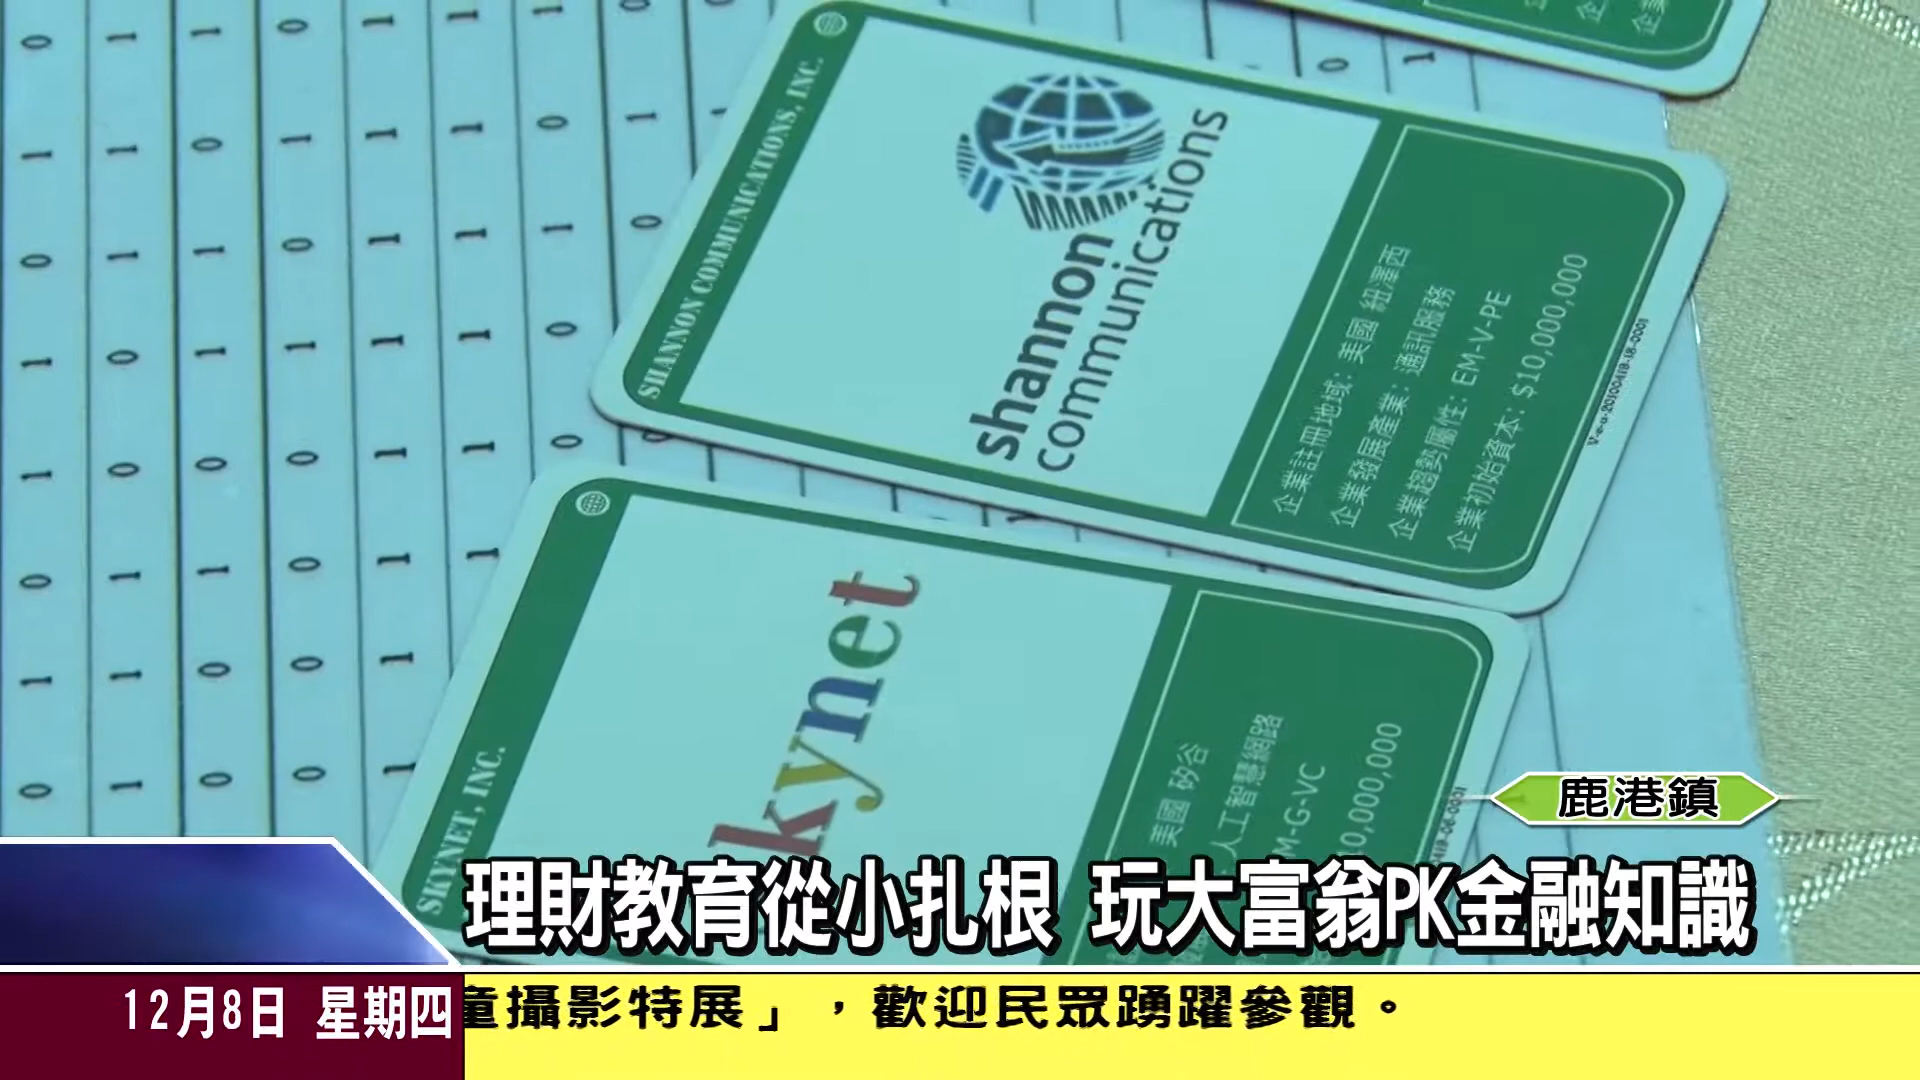 SHANNON COMMUNICATIONS, INC.
shannon
communications
企業註冊地域：美國 紐澤西
企業發展產業：通訊服務
企業趨勢屬性：EM-V-PE
企業初始資本：$10,000,000
V-e-a-20100418-18-0001
SKYNET, INC.
kynet
美國 矽谷
人工智慧網路
M-G-VC
10,000,000
鹿港鎮
理財教育從小扎根 玩大富翁PK金融知識
12月8日 星期四
童攝影特展」，歡迎民眾踴躍參觀。